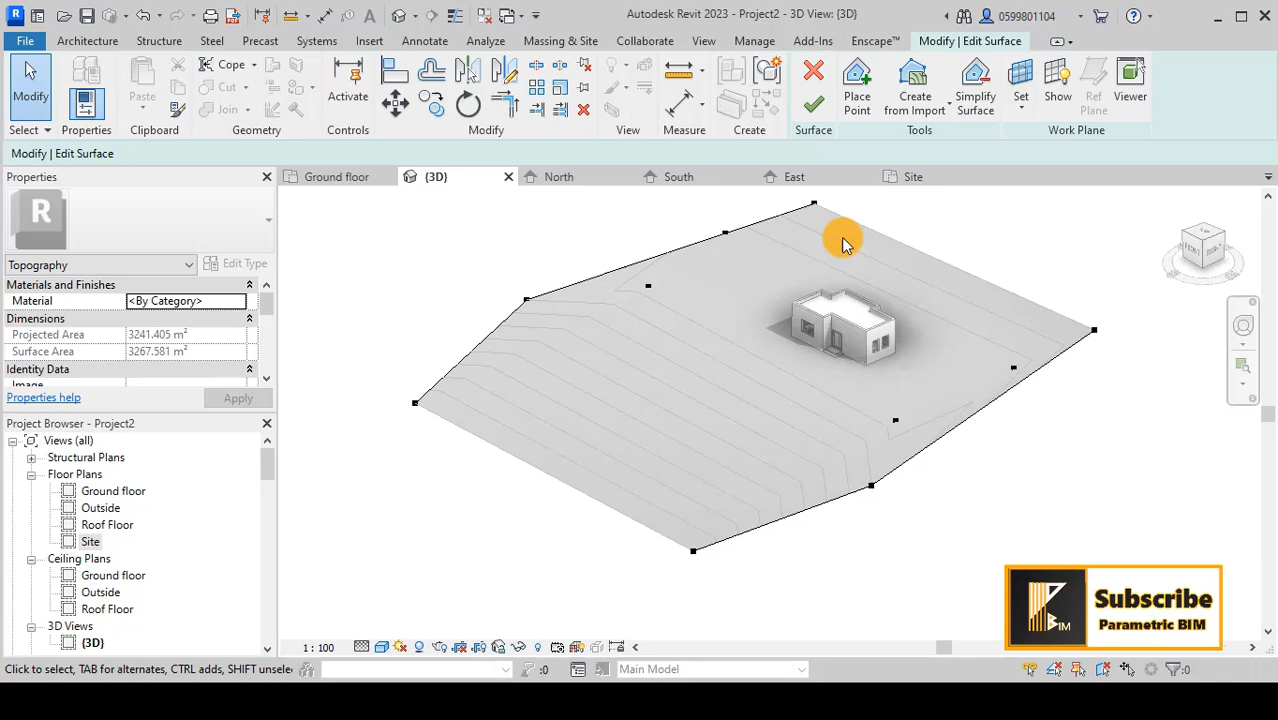 Autodesk Revit 2023 - Project2 - 3D View: {3D}
0599801104
File Architecture Structure Steel Precast Systems Insert Annotate Analyze Massing & Site Collaborate View Manage Add-Ins Enscape™ Modify | Edit Surface
Modify
Paste
Cope
Cut
Join
Activate
Place Point
Create from Import
Simplify Surface
Set
Show
Ref Plane
Viewer
Select Properties Clipboard Geometry Controls Modify View Measure Create Surface Tools Work Plane
Modify | Edit Surface
Properties
Ground floor {3D} North South East Site
R
Topography
Edit Type
Materials and Finishes
Material <By Category>
Dimensions
Projected Area 3241.405 m²
Surface Area 3267.581 m²
Identity Data
Properties help
Apply
Project Browser - Project2
Views (all)
Structural Plans
Floor Plans
Ground floor
Outside
Roof Floor
Site
Ceiling Plans
Ground floor
Outside
Roof Floor
3D Views
{3D}
FRONT
RIGHT
BIM
Subscribe
Parametric BIM
1 : 100
Click to select, TAB for alternates, CTRL adds, SHIFT unselec
:0
Main Model
:0